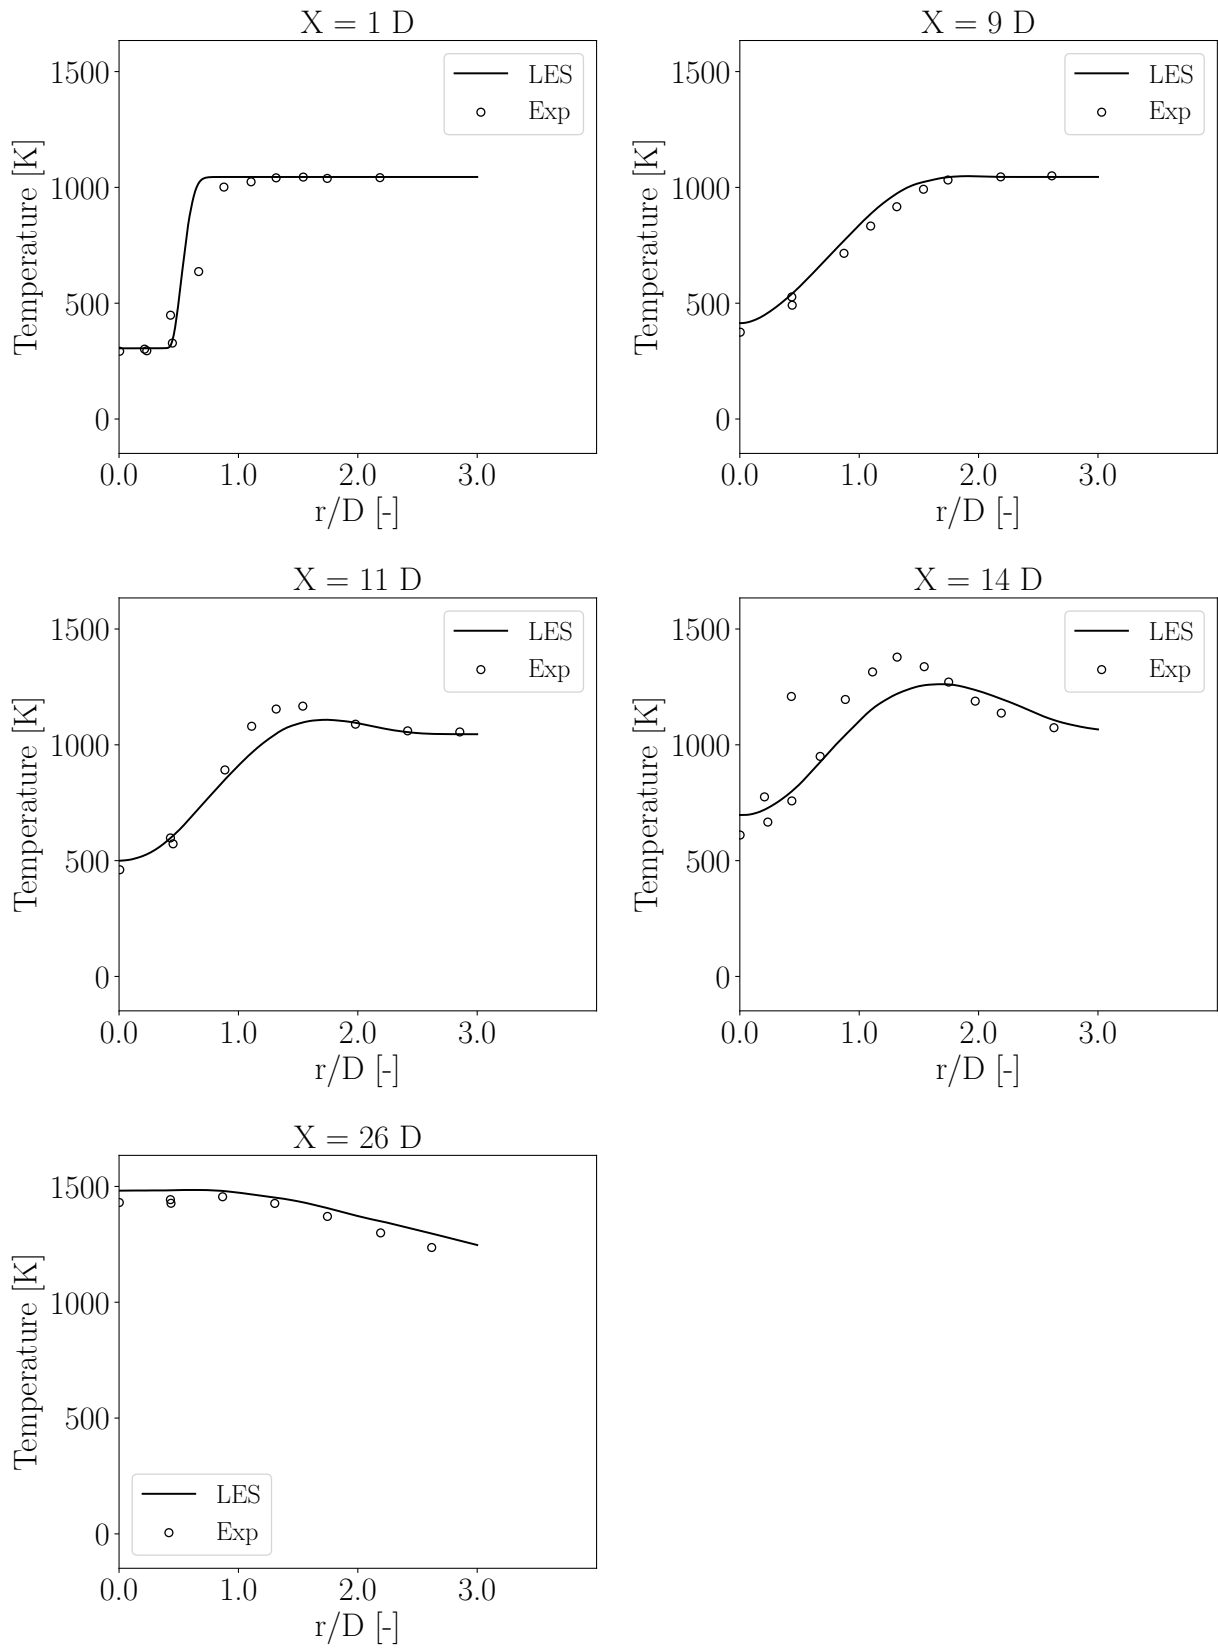 X = 1 D
1500
1000
500
0
Temperature [K]
0.0 1.0 2.0 3.0
r/D [-]
LES
Exp
X = 9 D
1500
1000
500
0
Temperature [K]
0.0 1.0 2.0 3.0
r/D [-]
LES
Exp
X = 11 D
1500
1000
500
0
Temperature [K]
0.0 1.0 2.0 3.0
r/D [-]
LES
Exp
X = 14 D
1500
1000
500
0
Temperature [K]
0.0 1.0 2.0 3.0
r/D [-]
LES
Exp
X = 26 D
1500
1000
500
0
Temperature [K]
0.0 1.0 2.0 3.0
r/D [-]
LES
Exp